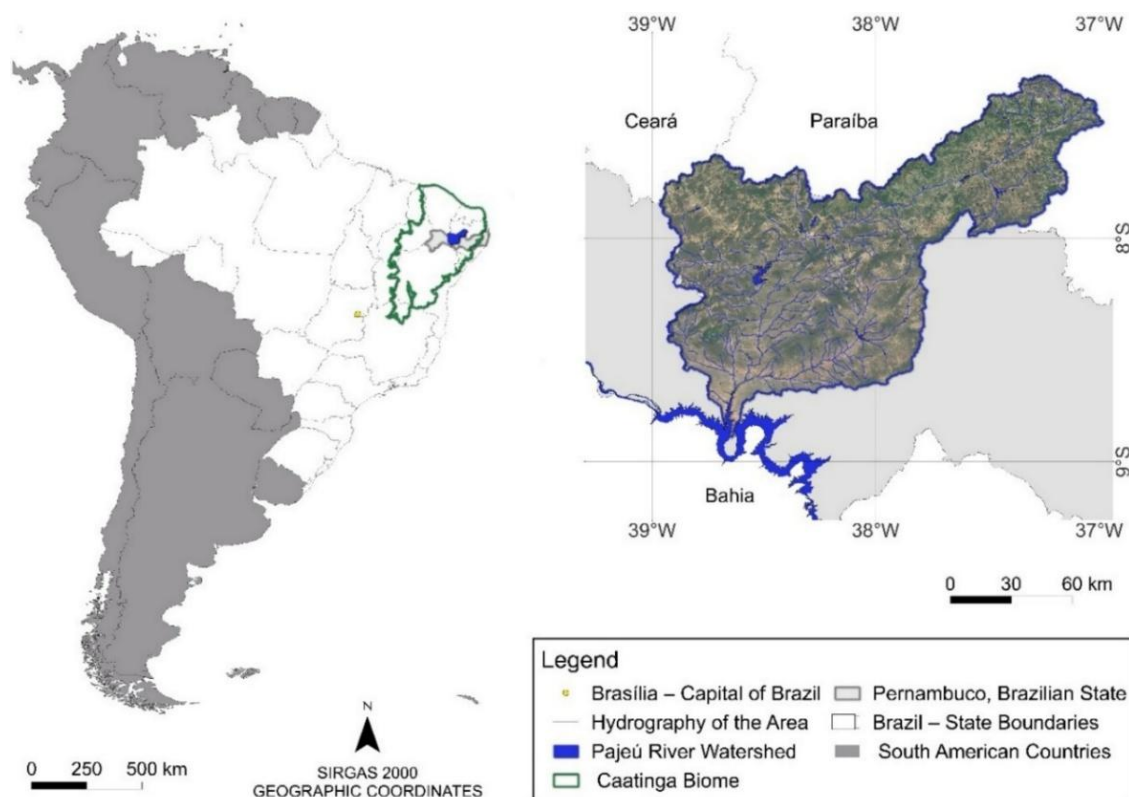 39°W 38°W 37°W
Ceará Paraíba
8°S
9°S
Bahia
39°W 38°W 37°W
0 30 60 km
Legend
Brasília – Capital of Brazil
Hydrography of the Area
Pajeú River Watershed
Caatinga Biome
Pernambuco, Brazilian State
Brazil – State Boundaries
South American Countries
N
0 250 500 km
SIRGAS 2000
GEOGRAPHIC COORDINATES